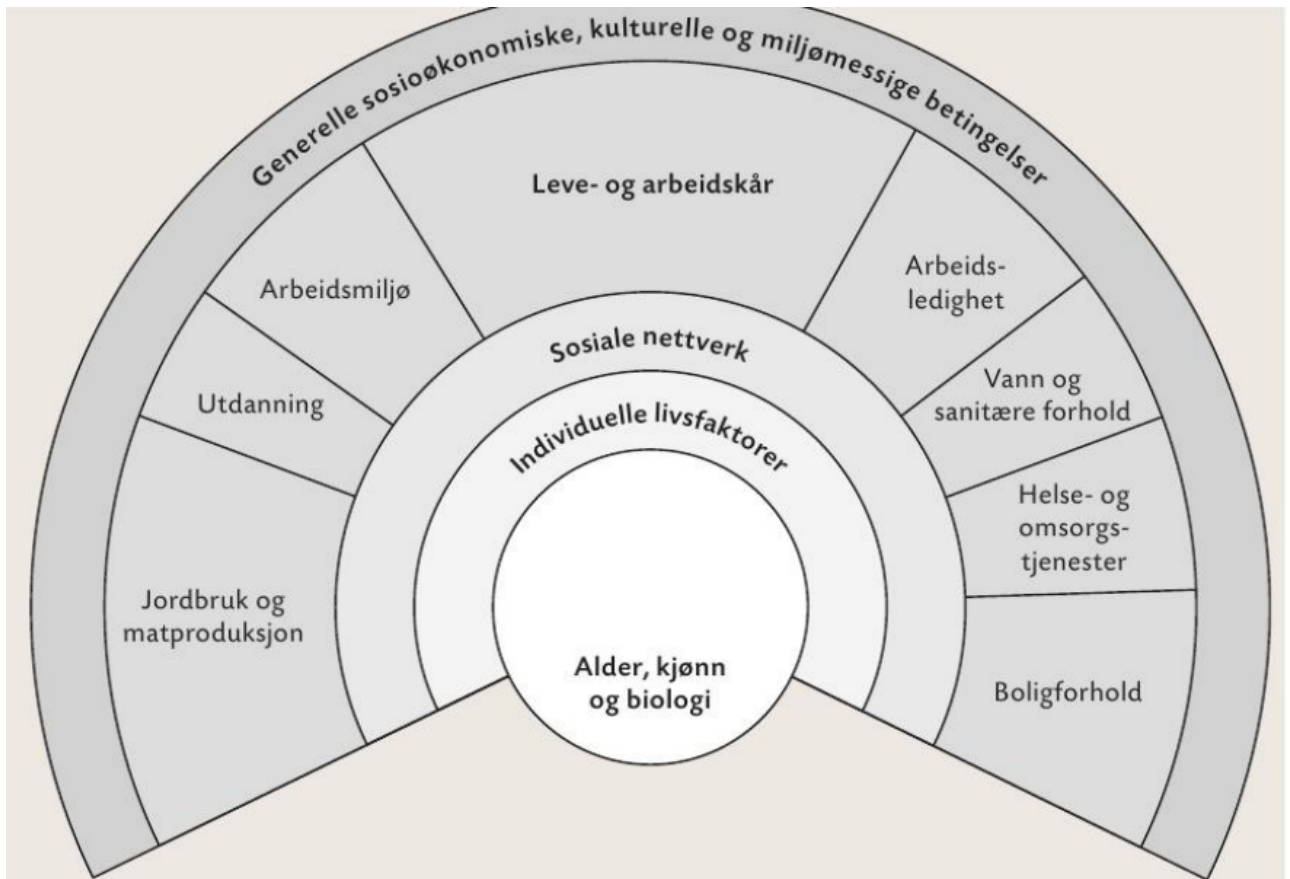 Generelle sosioøkonomiske, kulturelle og miljømessige betingelser
Leve- og arbeidskår
Arbeidsmiljø
Utdanning
Jordbruk og
matproduksjon
Arbeids-
ledighet
Vann og
sanitære forhold
Helse- og
omsorgs-
tjenester
Boligforhold
Sosiale nettverk
Individuelle livsfaktorer
Alder, kjønn
og biologi